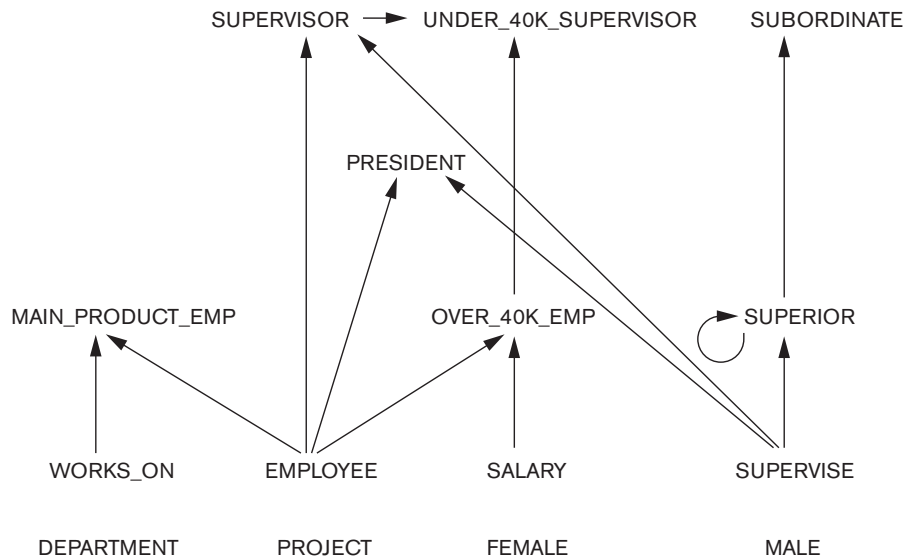 SUPERVISOR UNDER_40K_SUPERVISOR SUBORDINATE
PRESIDENT
MAIN_PRODUCT_EMP OVER_40K_EMP SUPERIOR
WORKS_ON EMPLOYEE SALARY SUPERVISE
DEPARTMENT PROJECT FEMALE MALE